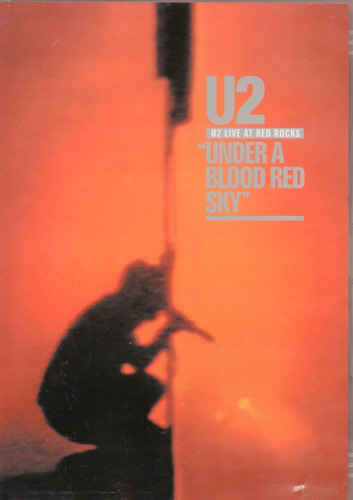 U2
U2 LIVE AT RED ROCKS
“UNDER A
BLOOD RED
SKY”